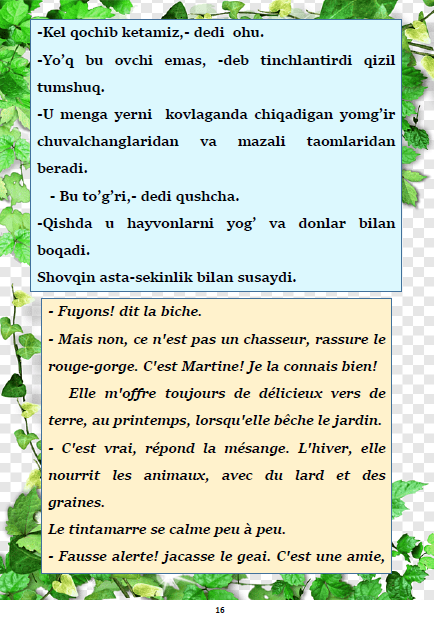 -Kel qochib ketamiz,- dedi ohu.
-Yo’q bu ovchi emas, -deb tinchlantirdi qizil
tumshuq.
-U menga yerni kovlaganda chiqadigan yomg’ir
chuvalchanglaridan va mazali taomlaridan
beradi.
- Bu to’g’ri,- dedi qushcha.
-Qishda u hayvonlarni yog’ va donlar bilan
boqadi.
Shovqin asta-sekinlik bilan susaydi.
- Fuyons! dit la biche.
- Mais non, ce n'est pas un chasseur, rassure le
rouge-gorge. C'est Martine! Je la connais bien!
Elle m'offre toujours de délicieux vers de
terre, au printemps, lorsqu'elle bêche le jardin.
- C'est vrai, répond la mésange. L'hiver, elle
nourrit les animaux, avec du lard et des
graines.
Le tintamarre se calme peu à peu.
- Fausse alerte! jacasse le geai. C'est une amie,
16